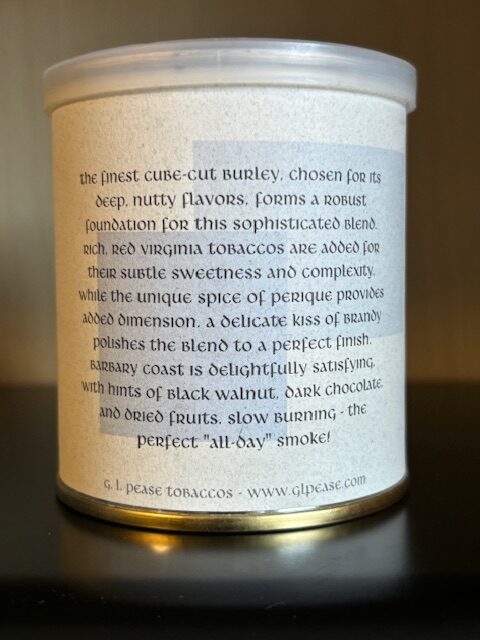 the finest cube-cut burley, chosen for its
deep, nutty flavors, forms a robust
foundation for this sophisticated blend.
rich, red virginia tobaccos are added for
their subtle sweetness and complexity,
while the unique spice of perique provides
added dimension. a delicate kiss of brandy
polishes the blend to a perfect finish.
barbary coast is delightfully satisfying,
with hints of black walnut, dark chocolate,
and dried fruits. slow burning - the
perfect "all-day" smoke!
g. l. pease tobaccos - www.glpease.com